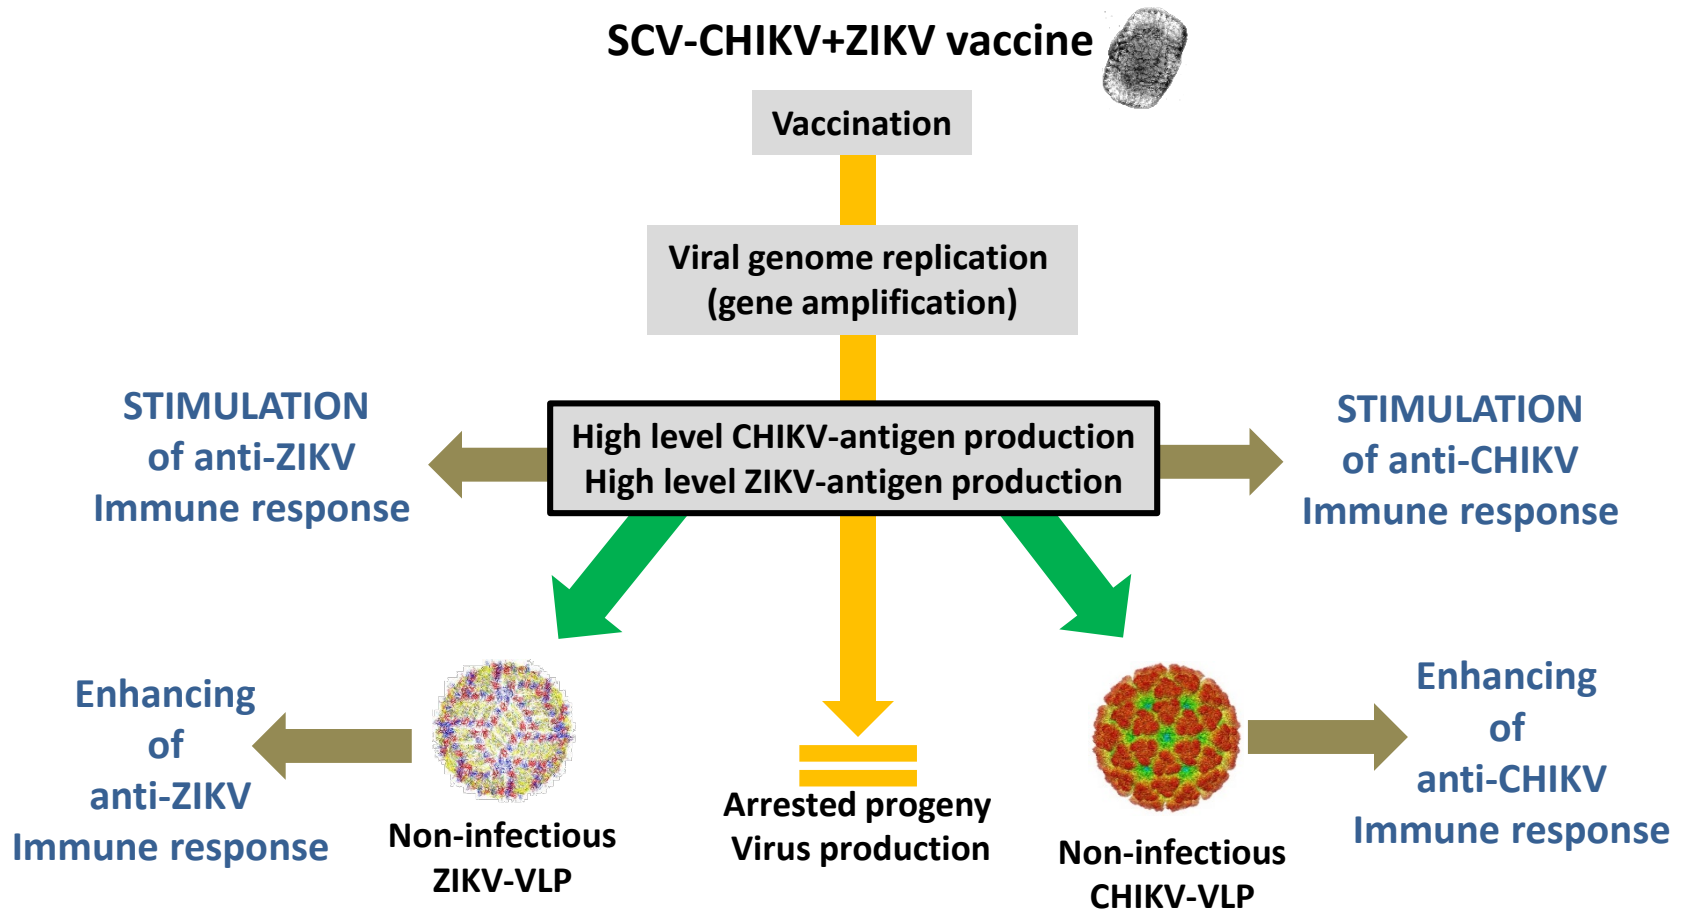 SCV-CHIKV+ZIKV vaccine
Vaccination
Viral genome replication
(gene amplification)
High level CHIKV-antigen production
High level ZIKV-antigen production
STIMULATION
of anti-ZIKV
Immune response
STIMULATION
of anti-CHIKV
Immune response
Enhancing
of
anti-ZIKV
Immune response
Non-infectious
ZIKV-VLP
Arrested progeny
Virus production
Non-infectious
CHIKV-VLP
Enhancing
of
anti-CHIKV
Immune response